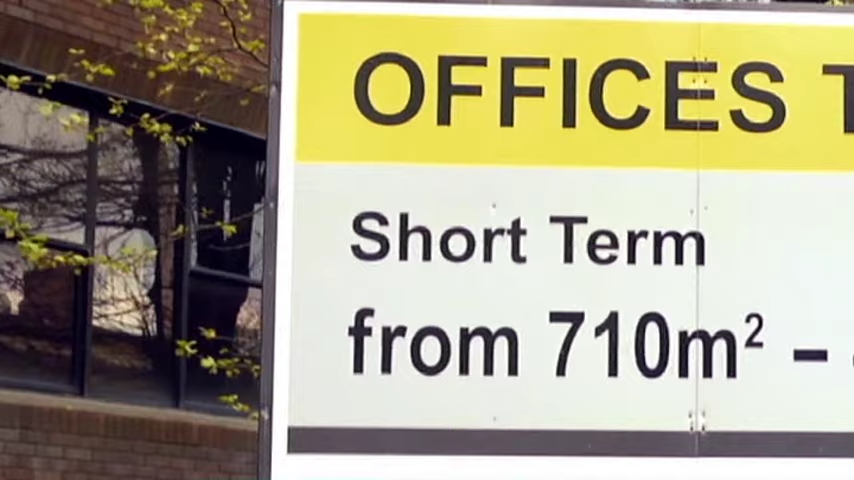 OFFICES T
Short Term
from 710m² –